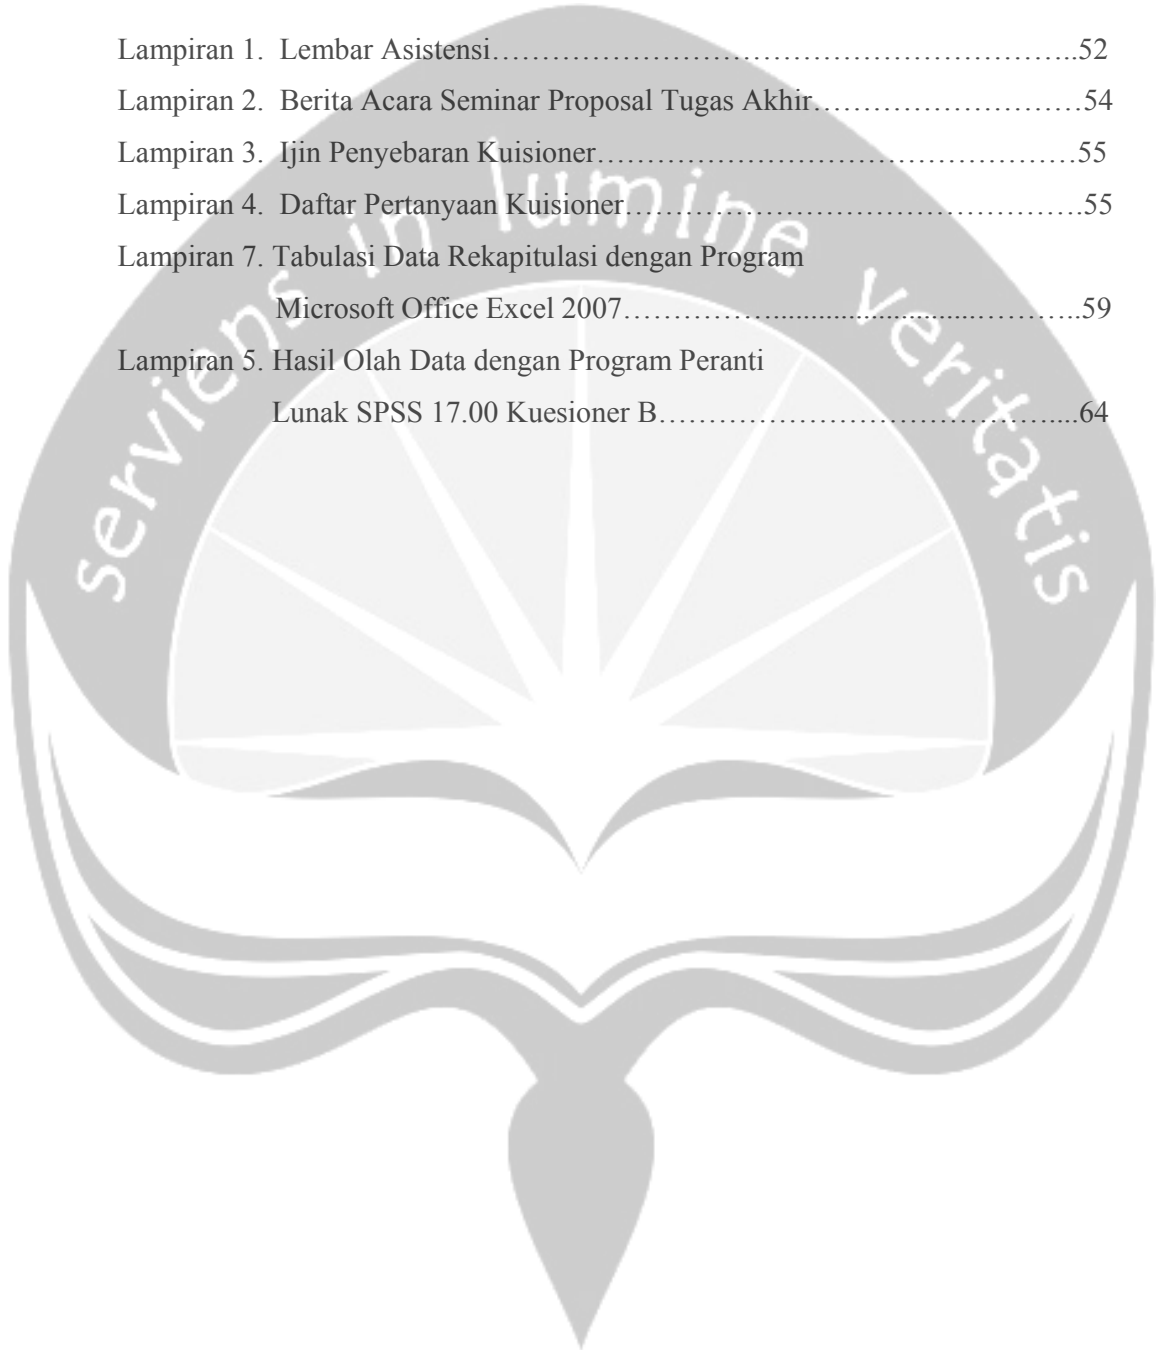 Lampiran 1.  Lembar Asistensi…………………………………………………………..52
Lampiran 2.  Berita Acara Seminar Proposal Tugas Akhir………………………54
Lampiran 3.  Ijin Penyebaran Kuisioner…………………………………………55
Lampiran 4.  Daftar Pertanyaan Kuisioner………………………………………….55
Lampiran 7. Tabulasi Data Rekapitulasi dengan Program
Microsoft Office Excel 2007……………............................………..59
Lampiran 5. Hasil Olah Data dengan Program Peranti
Lunak SPSS 17.00 Kuesioner B…………………………………....64
serviens in lumine veritatis